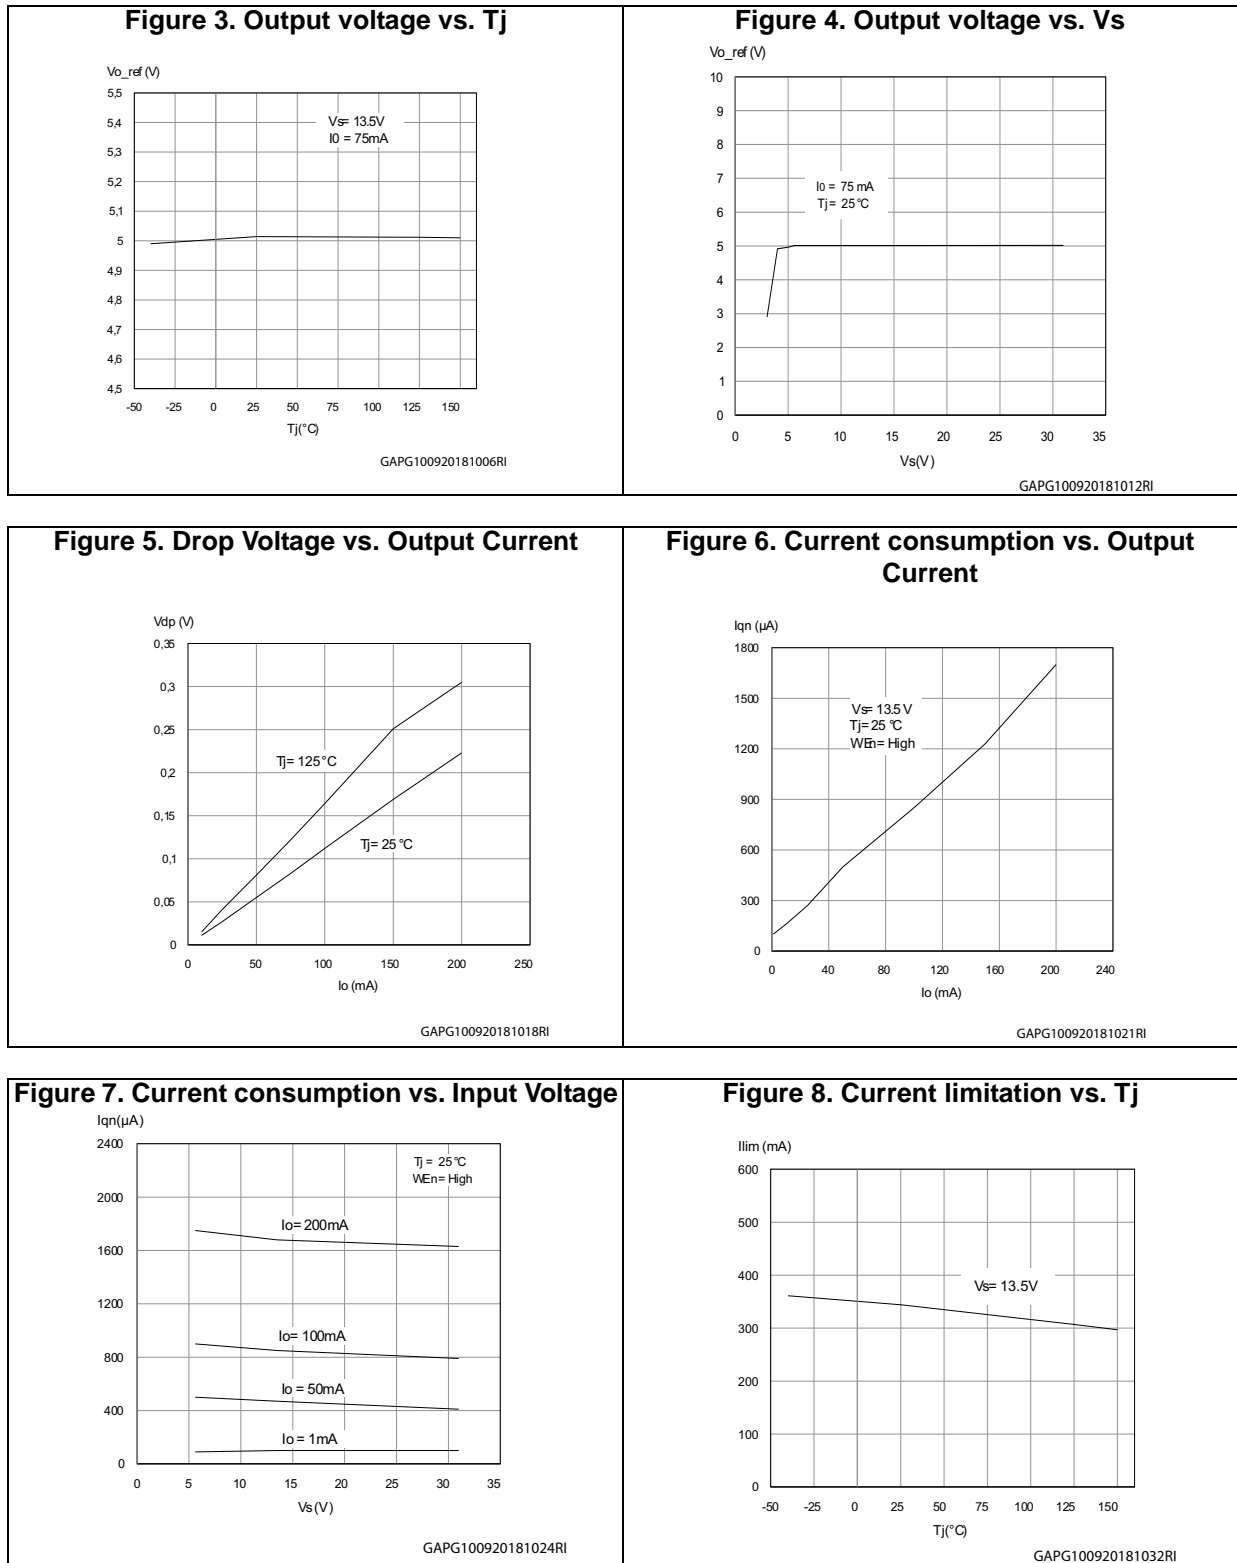 Figure 3. Output voltage vs. Tj
Vo_ref (V)
5,5
5,4
5,3
5,2
5,1
5
4,9
4,8
4,7
4,6
4,5
Vs= 13.5V
I0 = 75mA
-50 -25 0 25 50 75 100 125 150
Tj(°C)
GAPG100920181006RI
Figure 4. Output voltage vs. Vs
Vo_ref (V)
10
9
8
7
6
5
4
3
2
1
0
I0 = 75 mA
Tj= 25°C
0 5 10 15 20 25 30 35
Vs(V)
GAPG100920181012RI
Figure 5. Drop Voltage vs. Output Current
Vdp (V)
0,35
0,3
0,25
0,2
0,15
0,1
0,05
0
Tj= 125°C
Tj= 25°C
0 50 100 150 200 250
Io (mA)
GAPG100920181018RI
Figure 6. Current consumption vs. Output
Current
Iqn (µA)
1800
1500
1200
900
600
300
0
Vs= 13.5 V
Tj= 25 °C
WEn= High
0 40 80 120 160 200 240
Io (mA)
GAPG100920181021RI
Figure 7. Current consumption vs. Input Voltage
Iqn(µA)
2400
2000
1600
1200
800
400
0
Tj = 25°C
WEn= High
Io= 200mA
Io= 100mA
Io = 50mA
Io = 1mA
0 5 10 15 20 25 30 35
Vs(V)
GAPG100920181024RI
Figure 8. Current limitation vs. Tj
Ilim (mA)
600
500
400
300
200
100
0
Vs= 13.5V
-50 -25 0 25 50 75 100 125 150
Tj(°C)
GAPG100920181032RI